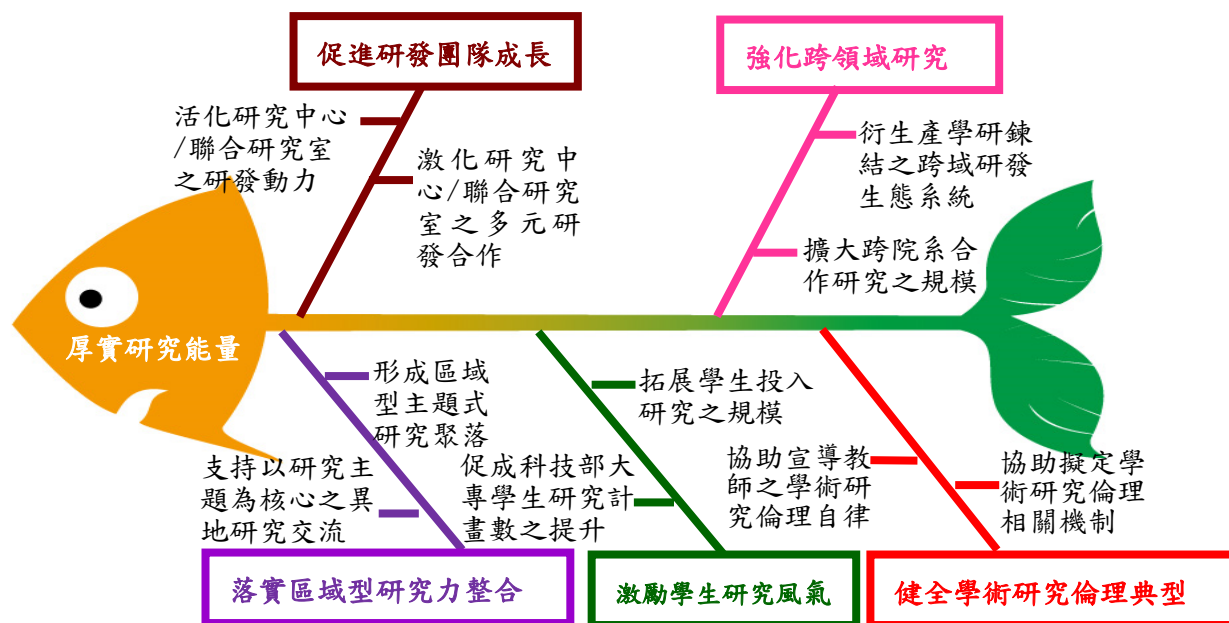 促進研發團隊成長
強化跨領域研究
活化研究中心
/聯合研究室
之研發動力
激化研究中
心/聯合研究
室之多元研
發合作
衍生產學研鍊
結之跨域研發
生態系統
擴大跨院系合
作研究之規模
厚實研究能量
形成區域
型主題式
研究聚落
支持以研究主
題為核心之異
地研究交流
拓展學生投入
研究之規模
促成科技部大
專學生研究計
畫數之提升
協助宣導教
師之學術研
究倫理自律
協助擬定學
術研究倫理
相關機制
落實區域型研究力整合
激勵學生研究風氣
健全學術研究倫理典型